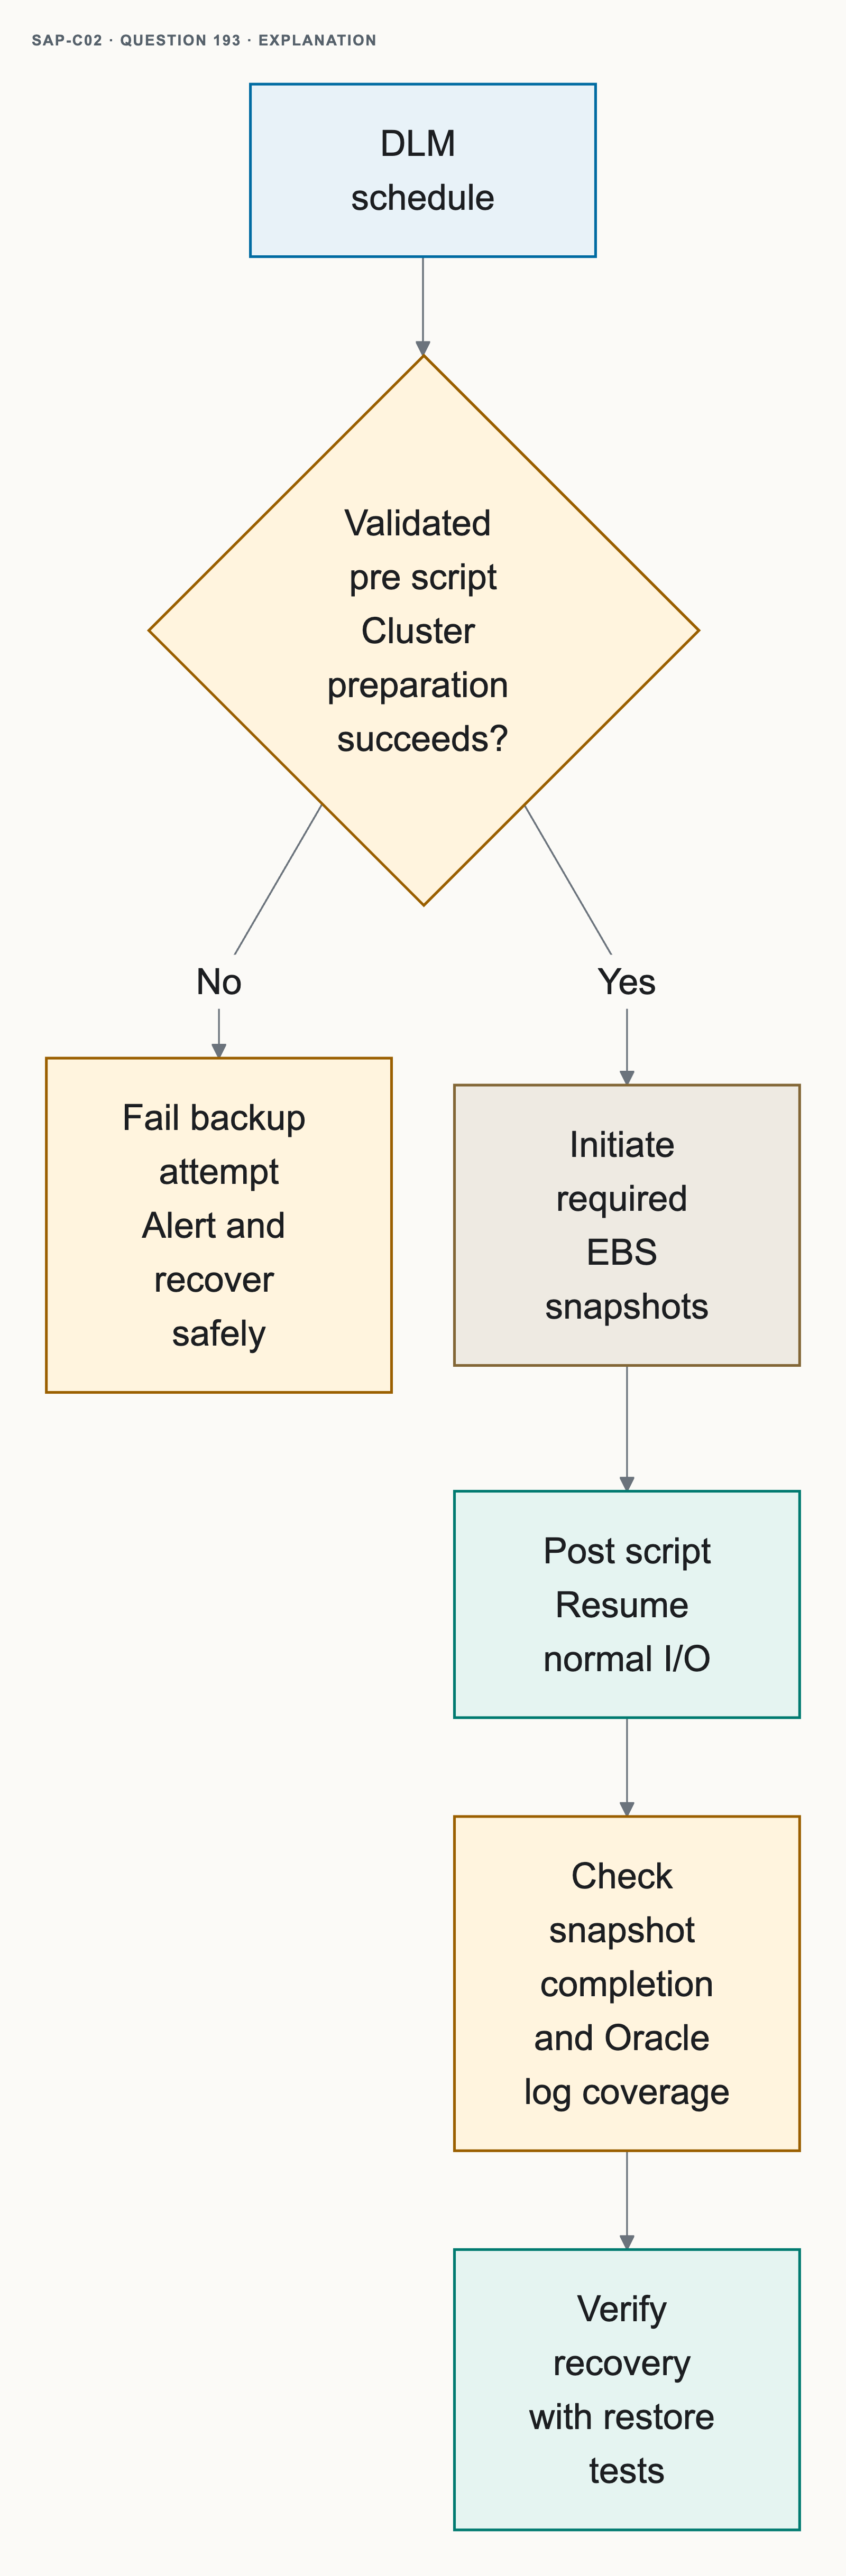 SAP-C02 · QUESTION 193 · EXPLANATION
DLM
schedule
Validated
pre script
Cluster
preparation
succeeds?
No
Yes
Fail backup
attempt
Alert and
recover
safely
Initiate
required
EBS
snapshots
Post script
Resume
normal I/O
Check
snapshot
completion
and Oracle
log coverage
Verify
recovery
with restore
tests